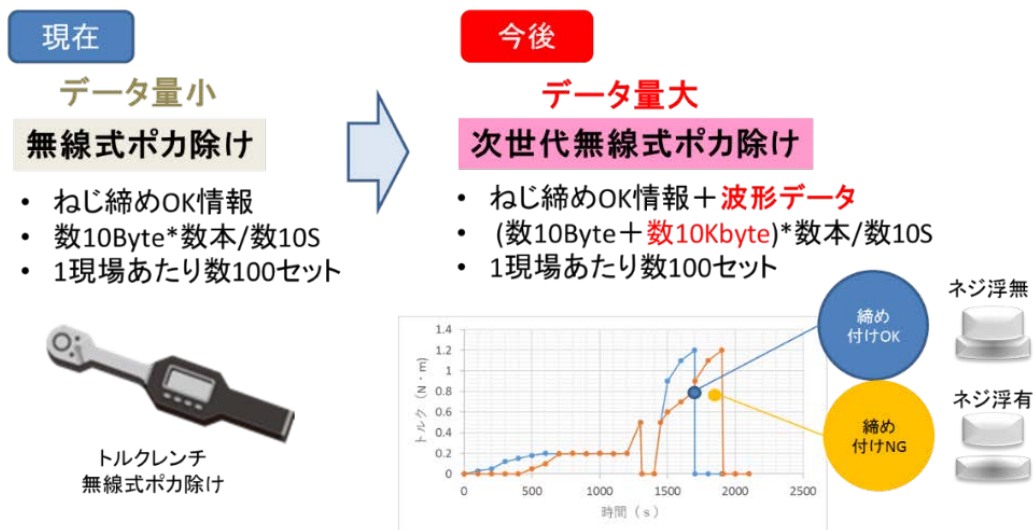 現在
データ量小
無線式ポカ除け
• ねじ締めOK情報
• 数10Byte*数本/数10S
• 1現場あたり数100セット
トルクレンチ
無線式ポカ除け
今後
データ量大
次世代無線式ポカ除け
• ねじ締めOK情報＋波形データ
• (数10Byte＋数10Kbyte)*数本/数10S
• 1現場あたり数100セット
トルク（N・m）
1.4
1.2
1
0.8
0.6
0.4
0.2
0
0 500 1000 1500 2000 2500
時間（s）
締め
付けOK
ネジ浮無
締め
付けNG
ネジ浮有